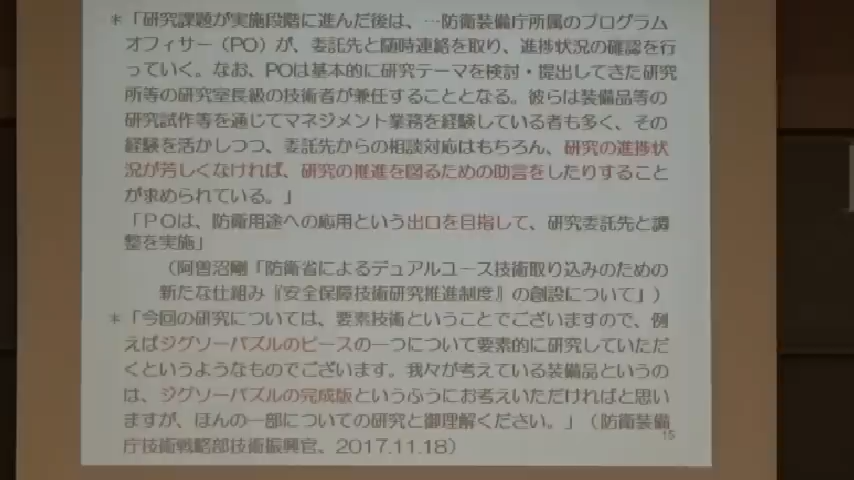 ＊「研究課題が実施段階に進んだ後は、…防衛装備庁所属のプログラム
オフィサー（PO）が、委託先と随時連絡を取り、進捗状況の確認を行
っていく。なお、POは基本的に研究テーマを検討・提出してきた研究
所等の研究室長級の技術者が兼任することとなる。彼らは装備品等の
研究試作等を通じてマネジメント業務を経験している者も多く、その
経験を活かしつつ、委託先からの相談対応はもちろん、研究の進捗状
況が芳しくなければ、研究の推進を図るための助言をしたりすること
が求められている。」
「ＰＯは、防衛用途への応用という出口を目指して、研究委託先と調
整を実施」
（阿曽沼剛「防衛省によるデュアルユース技術取り込みのための
新たな仕組み『安全保障技術研究推進制度』の創設について」）
＊「今回の研究については、要素技術ということでございますので、例
えばジグソーパズルのピースの一つについて要素的に研究していただ
くというようなものでございます。我々が考えている装備品というの
は、ジグソーパズルの完成版というふうにお考えいただければと思い
ますが、ほんの一部についての研究と御理解ください。」（防衛装備
庁技術戦略部技術振興官、2017.11.18）
15